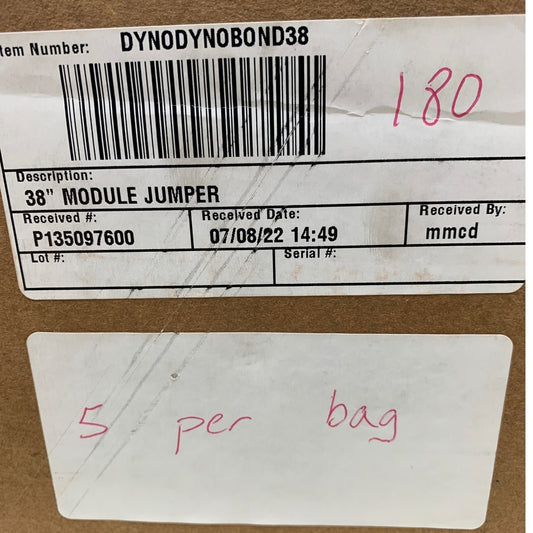 Item Number: DYNODYNOBOND38
180
Description:
38" MODULE JUMPER
Received #: Received Date: Received By:
P135097600 07/08/22 14:49 mmcd
Lot #: Serial #:
5 per bag